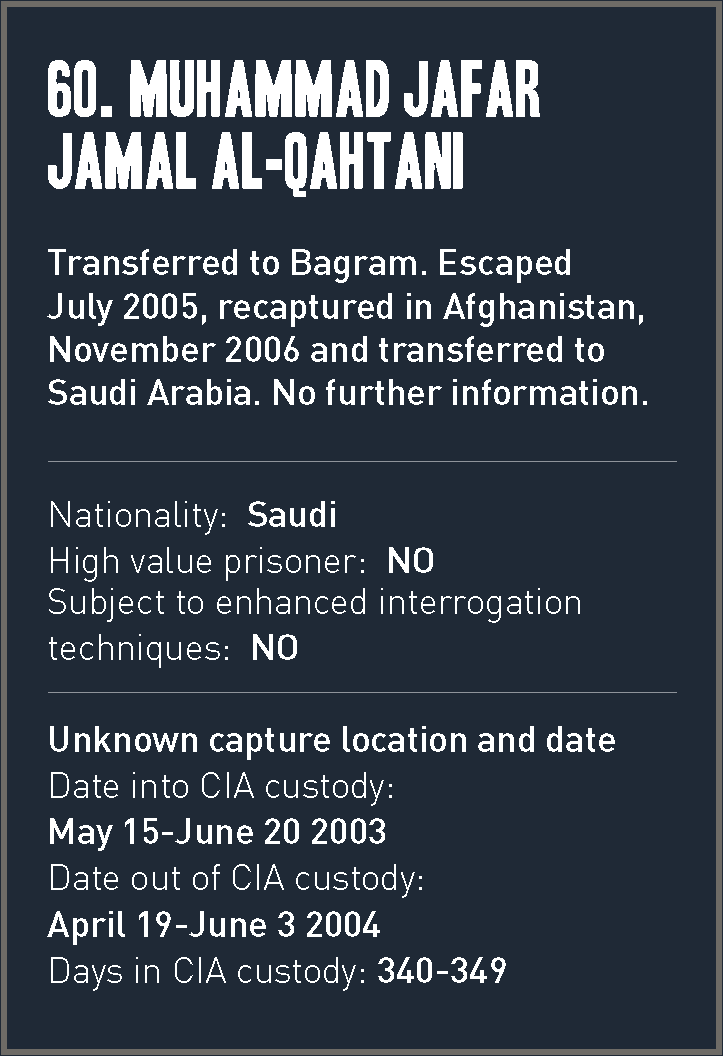 60. MUHAMMAD JAFAR
JAMAL AL-QAHTANI
Transferred to Bagram. Escaped
July 2005, recaptured in Afghanistan,
November 2006 and transferred to
Saudi Arabia. No further information.
Nationality: Saudi
High value prisoner: NO
Subject to enhanced interrogation
techniques: NO
Unknown capture location and date
Date into CIA custody:
May 15-June 20 2003
Date out of CIA custody:
April 19-June 3 2004
Days in CIA custody: 340-349